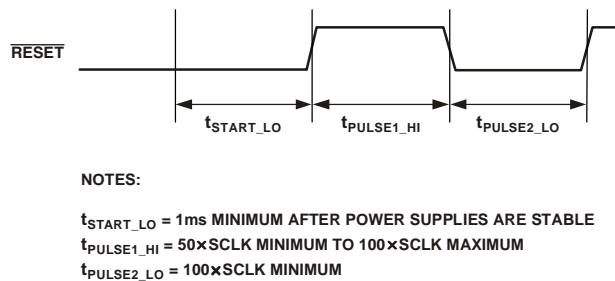 RESET
tSTART_LO tPULSE1_HI tPULSE2_LO
NOTES:
tSTART_LO = 1ms MINIMUM AFTER POWER SUPPLIES ARE STABLE
tPULSE1_HI = 50×SCLK MINIMUM TO 100×SCLK MAXIMUM
tPULSE2_LO = 100×SCLK MINIMUM